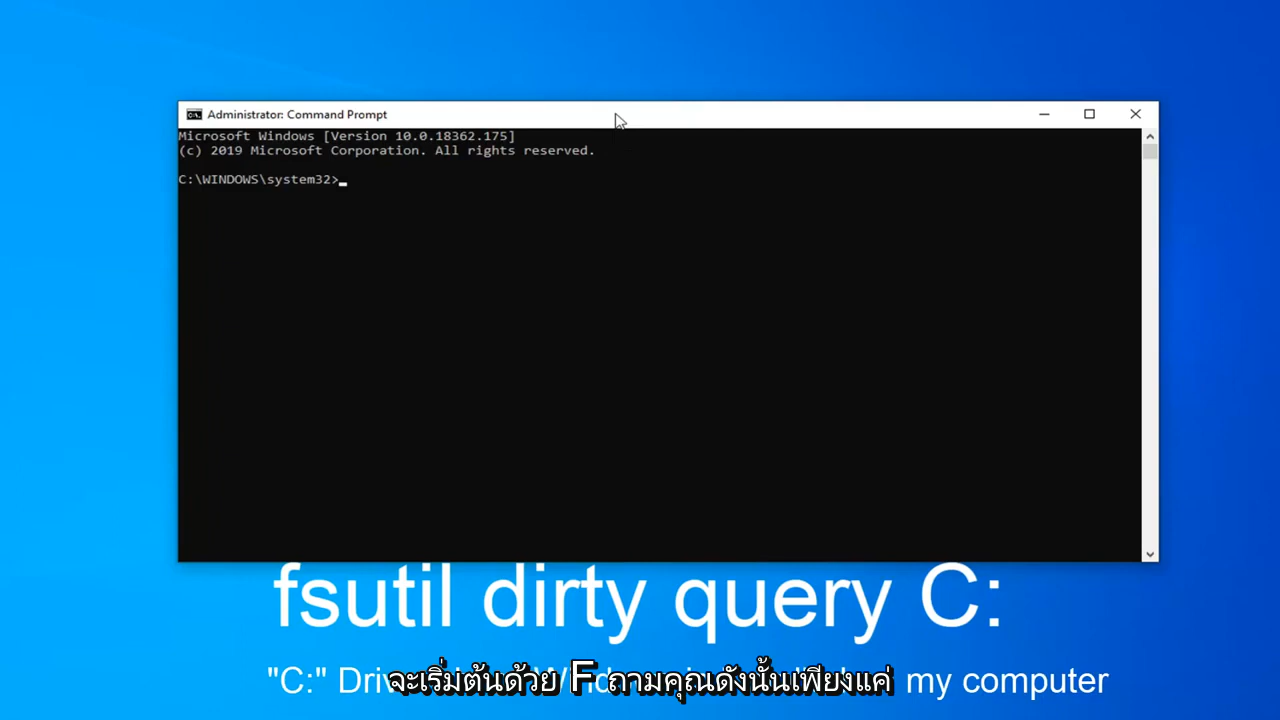 Administrator: Command Prompt
Microsoft Windows [Version 10.0.18362.175]
(c) 2019 Microsoft Corporation. All rights reserved.
C:\WINDOWS\system32>
fsutil dirty query C:
"C:" my computer
จะเริ่มต้นด้วย F ถามคุณดังนั้นเพียงแค่